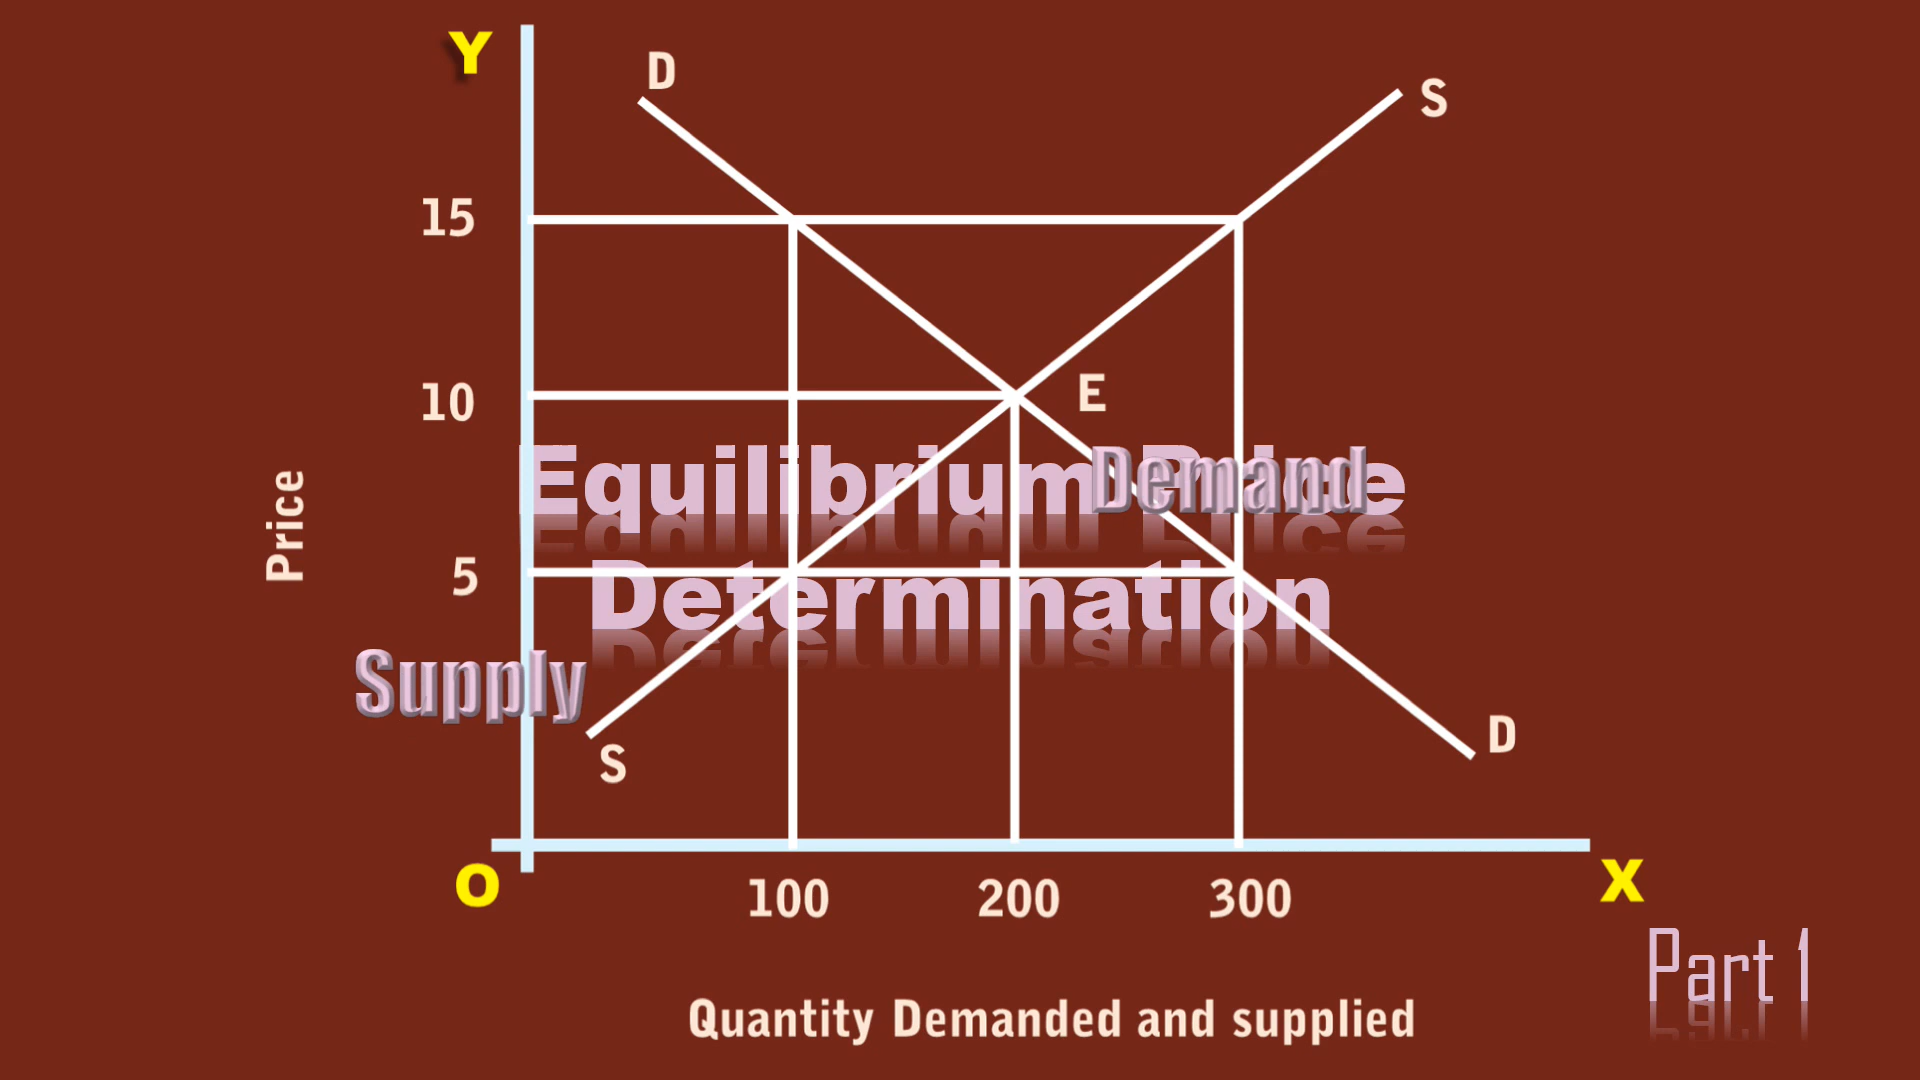 Y
D
S
15
10
E
Equilibrium Price
Demand
Price
5
Determination
Supply
S
D
O
X
100 200 300
Part 1
Quantity Demanded and supplied